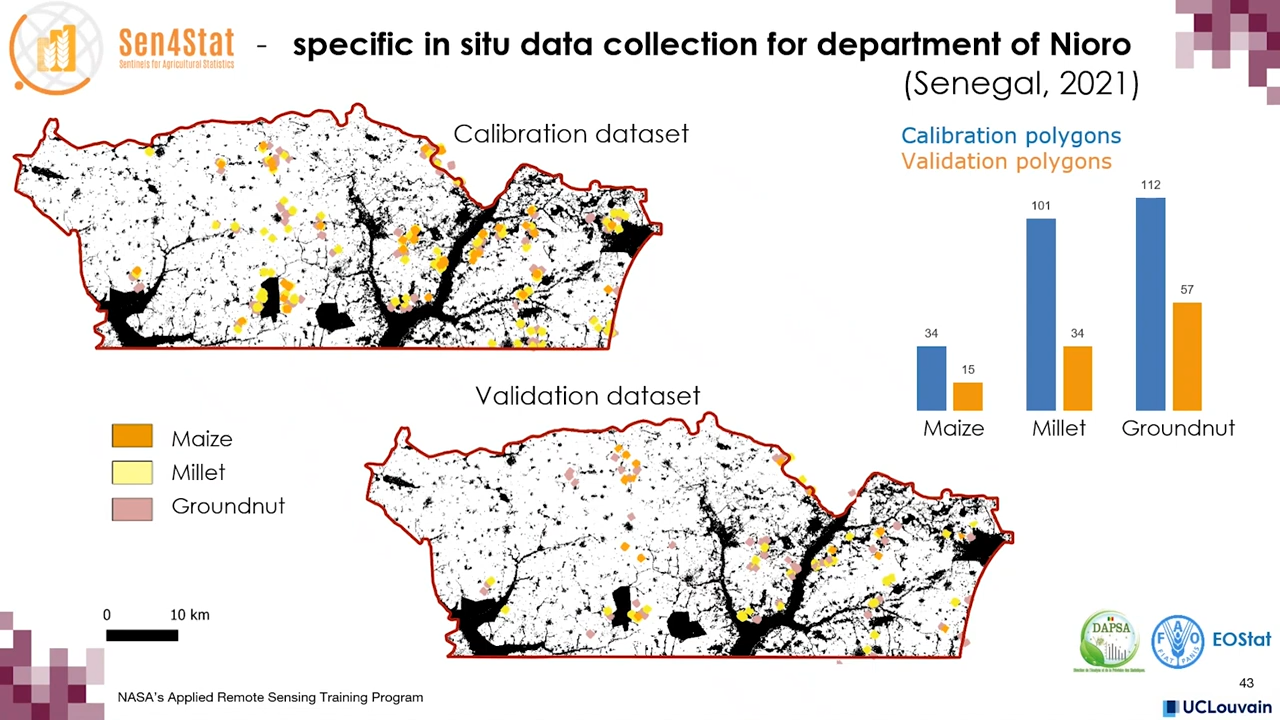 Sen4Stat
Sentinels for Agricultural Statistics
- specific in situ data collection for department of Nioro
(Senegal, 2021)
Calibration dataset
Calibration polygons
Validation polygons
34
15
101
34
112
57
Maize
Millet
Groundnut
Validation dataset
Maize
Millet
Groundnut
0 10 km
DAPSA
FAO
FIAT PANIS
EOStat
43
NASA's Applied Remote Sensing Training Program
UCLouvain